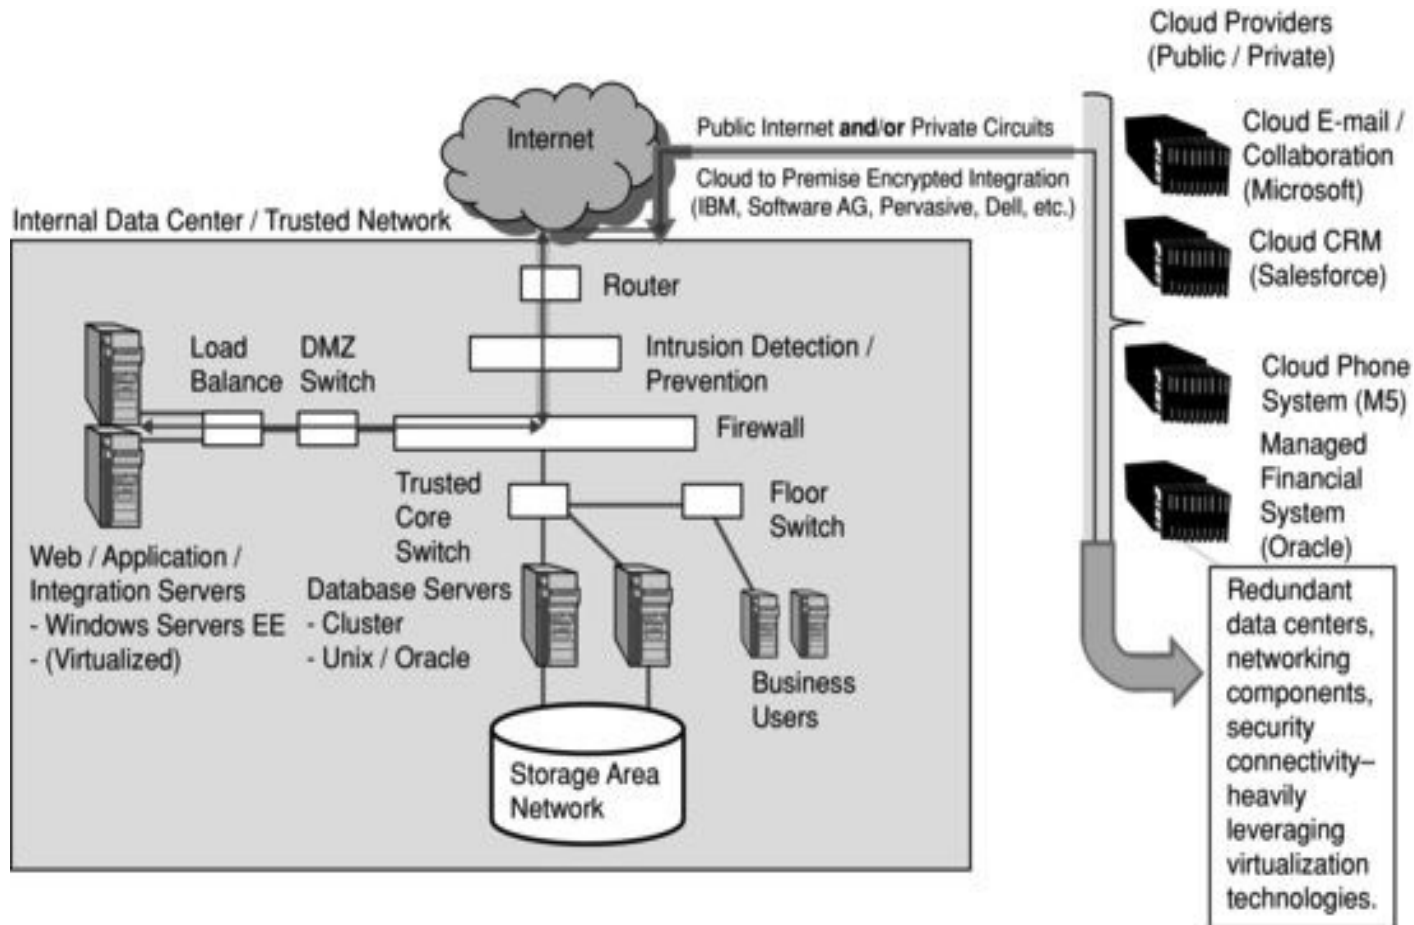 Cloud Providers
(Public / Private)
Internet
Public Internet and/or Private Circuits
Cloud to Premise Encrypted Integration
(IBM, Software AG, Pervasive, Dell, etc.)
Cloud E-mail /
Collaboration
(Microsoft)
Cloud CRM
(Salesforce)
Cloud Phone
System (M5)
Managed
Financial
System
(Oracle)
Redundant
data centers,
networking
components,
security
connectivity–
heavily
leveraging
virtualization
technologies.
Internal Data Center / Trusted Network
Router
Intrusion Detection /
Prevention
Load
Balance
DMZ
Switch
Firewall
Trusted
Core
Switch
Floor
Switch
Web / Application /
Integration Servers
- Windows Servers EE
- (Virtualized)
Database Servers
- Cluster
- Unix / Oracle
Business
Users
Storage Area
Network